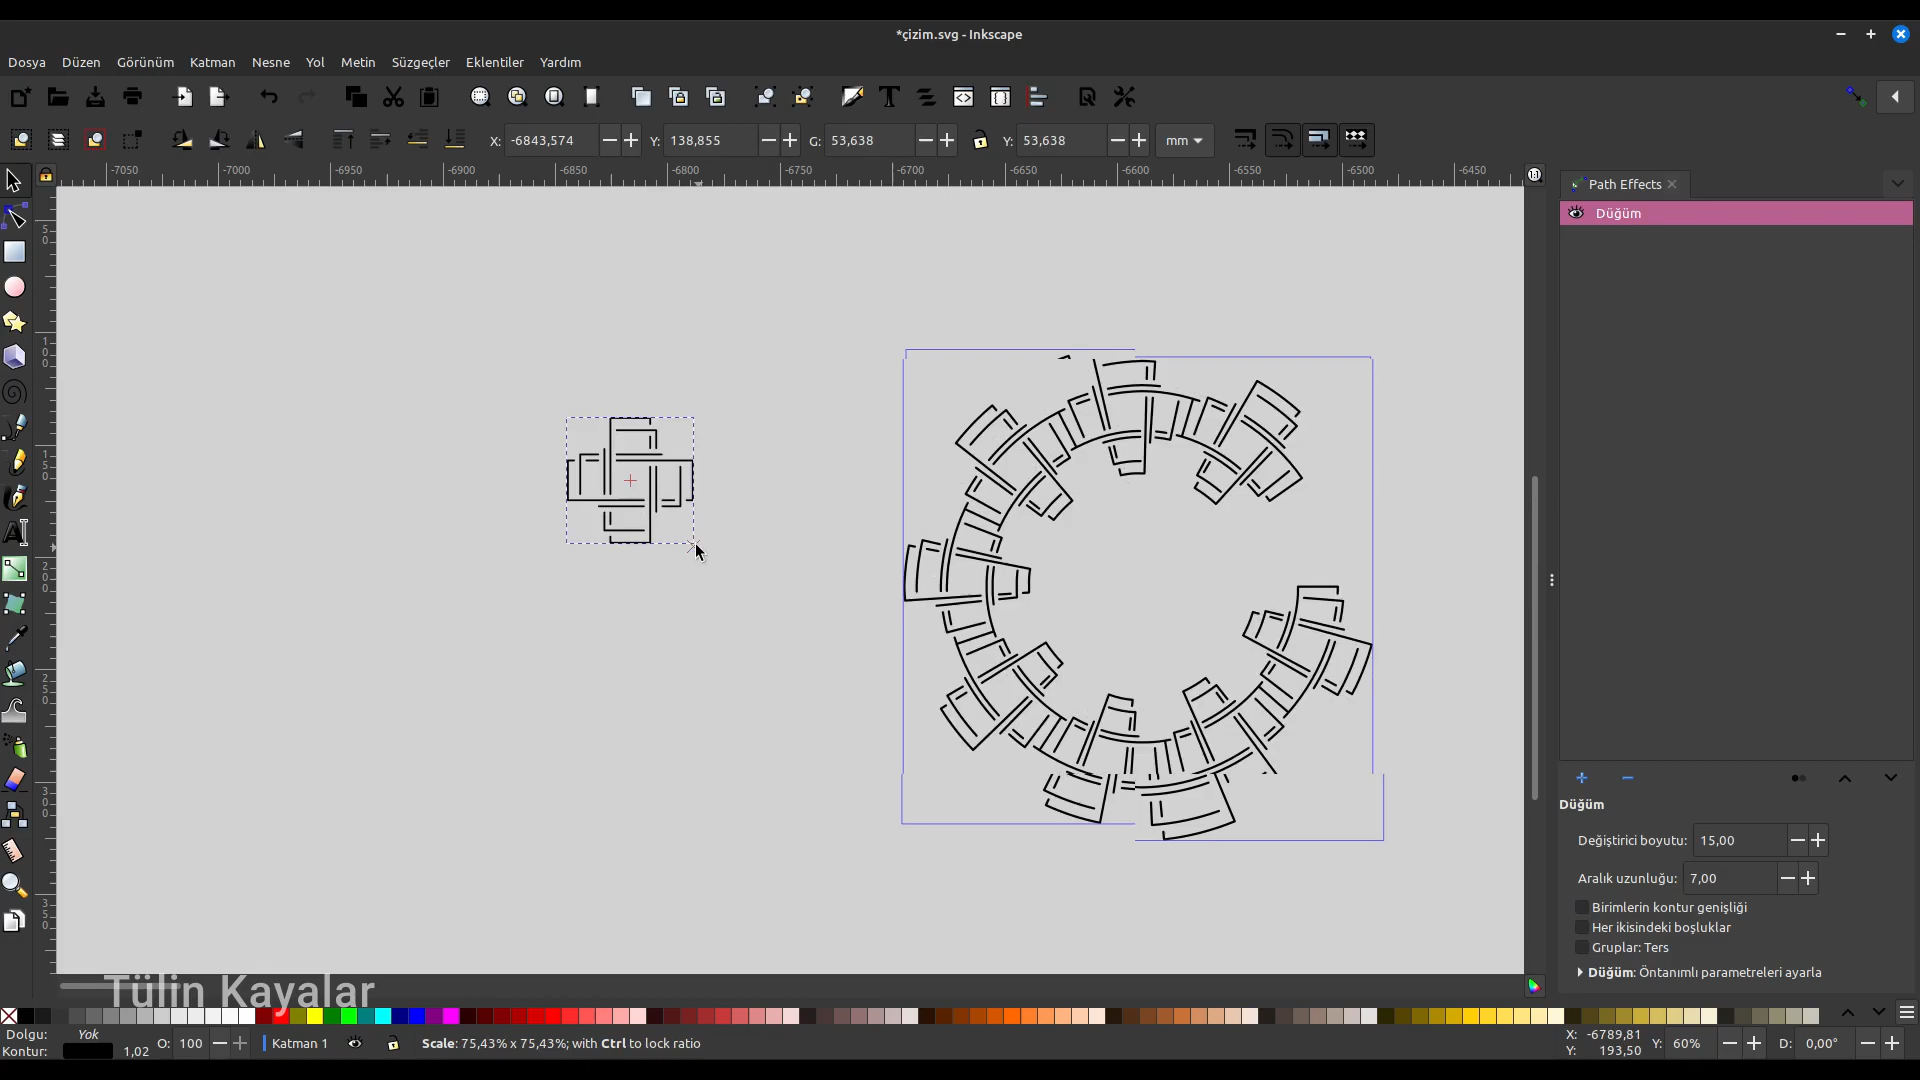 *çizim.svg - Inkscape
Dosya Düzen Görünüm Katman Nesne Yol Metin Süzgeçler Eklentiler Yardım
X: -6843,574 Y: 138,855 G: 53,638 Y: 53,638 mm
-7050 -7000 -6950 -6900 -6850 -6800 -6750 -6700 -6650 -6600 -6550 -6500 -6450
Path Effects
Düğüm
Düğüm
Değiştirici boyutu: 15,00
Aralık uzunluğu: 7,00
Birimlerin kontur genişliği
Her ikisindeki boşluklar
Gruplar: Ters
Düğüm: Öntanımlı parametreleri ayarla
Tülin Kayalar
Dolgu: Yok
Kontur: 1,02 O: 100 Katman 1 Scale: 75,43% x 75,43%; with Ctrl to lock ratio
X: -6789,81
Y: 193,50
Y: 60% D: 0,00°